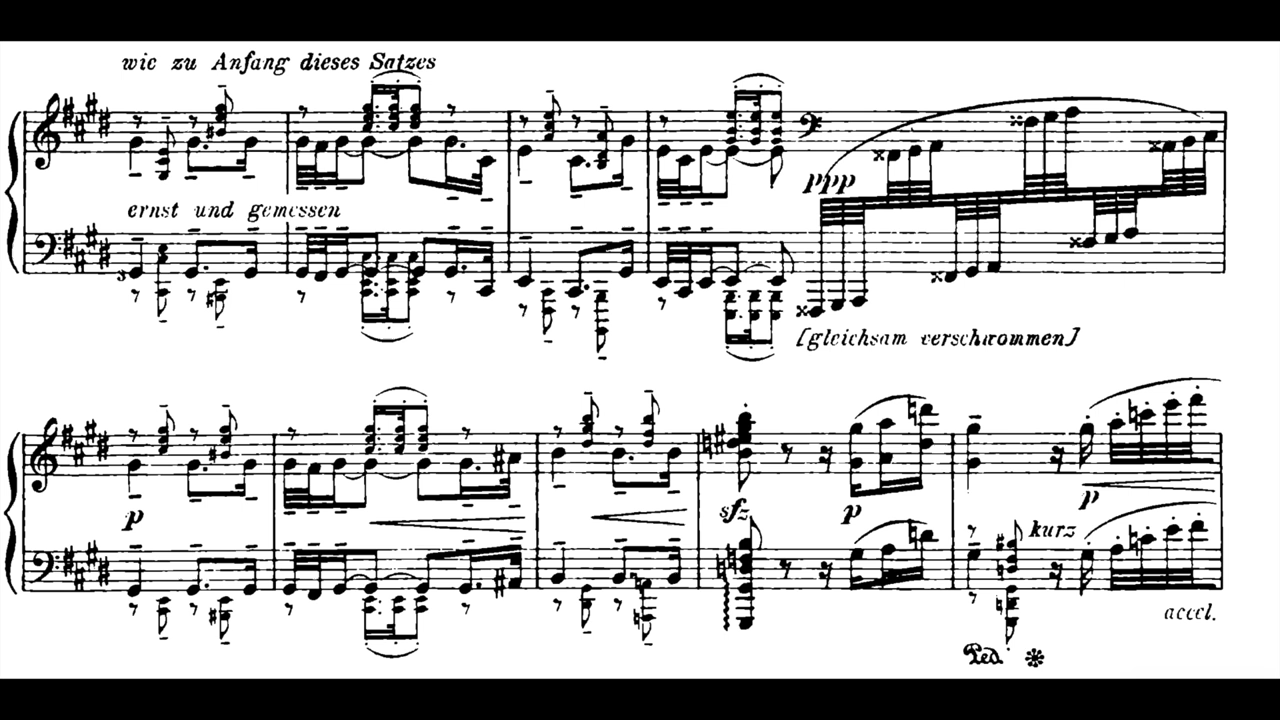 wie zu Anfang dieses Satzes
ernst und gemessen
ppp
[gleichsam verschwommen]
p
sfz
p
p
kurz
accel.
Ped.